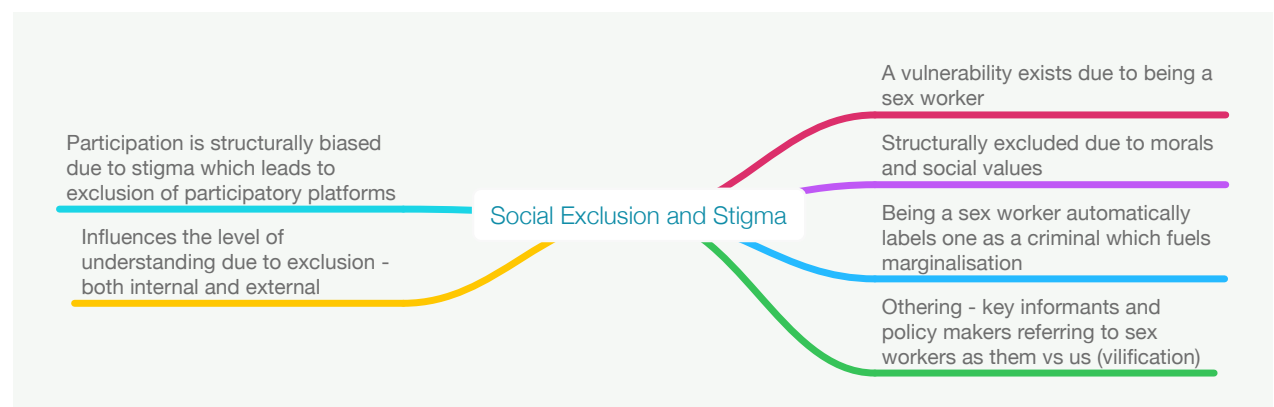 Participation is structurally biased
due to stigma which leads to
exclusion of participatory platforms
Influences the level of
understanding due to exclusion -
both internal and external
Social Exclusion and Stigma
A vulnerability exists due to being a
sex worker
Structurally excluded due to morals
and social values
Being a sex worker automatically
labels one as a criminal which fuels
marginalisation
Othering - key informants and
policy makers referring to sex
workers as them vs us (vilification)